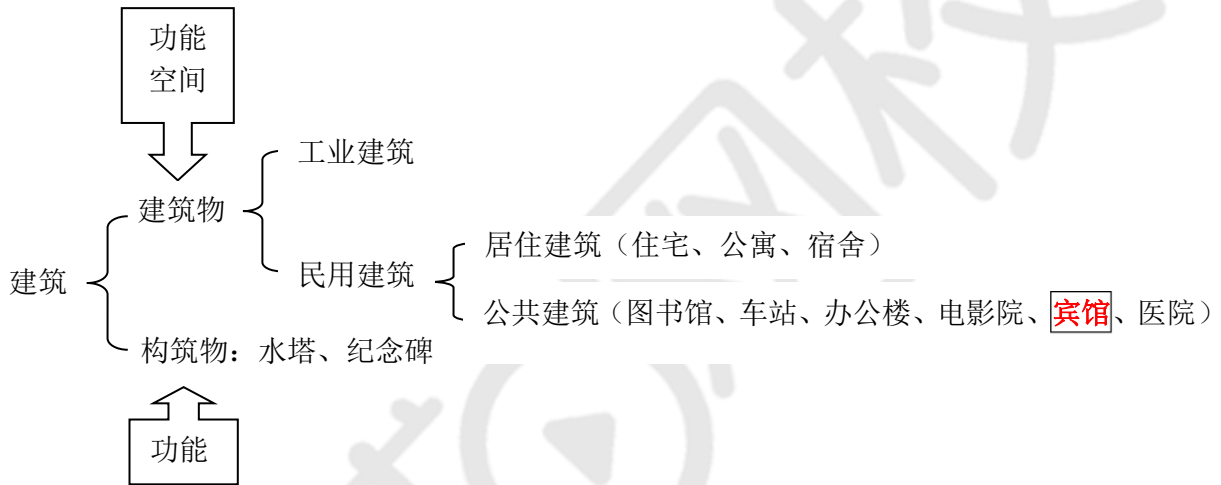 功能
空间
工业建筑
建筑物
居住建筑（住宅、公寓、宿舍）
民用建筑
建筑
公共建筑（图书馆、车站、办公楼、电影院、宾馆、医院）
构筑物：水塔、纪念碑
功能